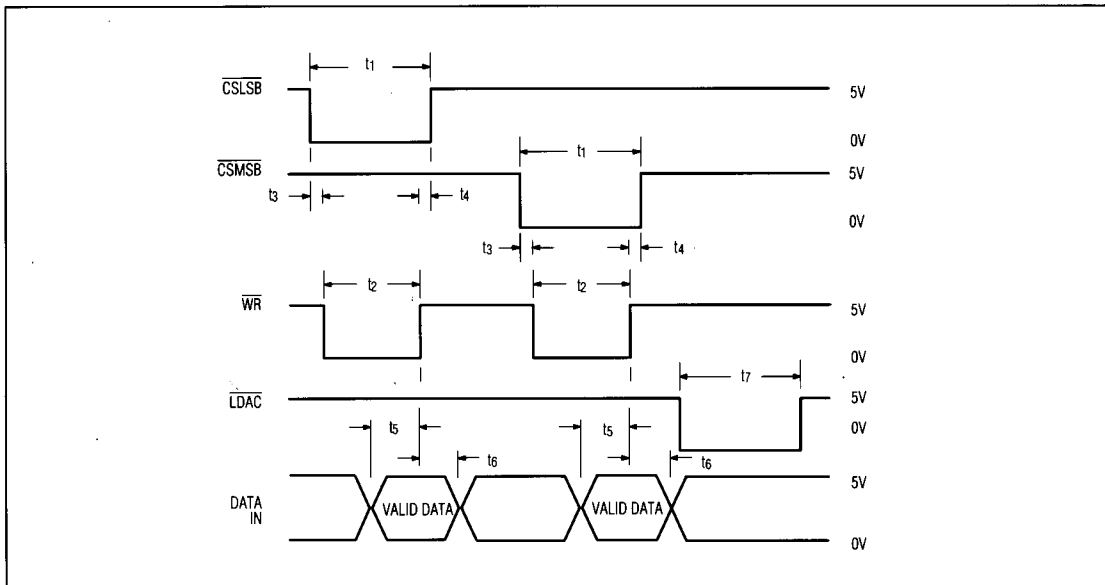 t1
CSLSB
5V
0V
t1
CSMSB
5V
t3
t4
0V
t3
t4
t2
t2
WR
5V
0V
t7
LDAC
5V
0V
t5
t5
t6
t6
5V
DATA
IN
VALID DATA
VALID DATA
0V